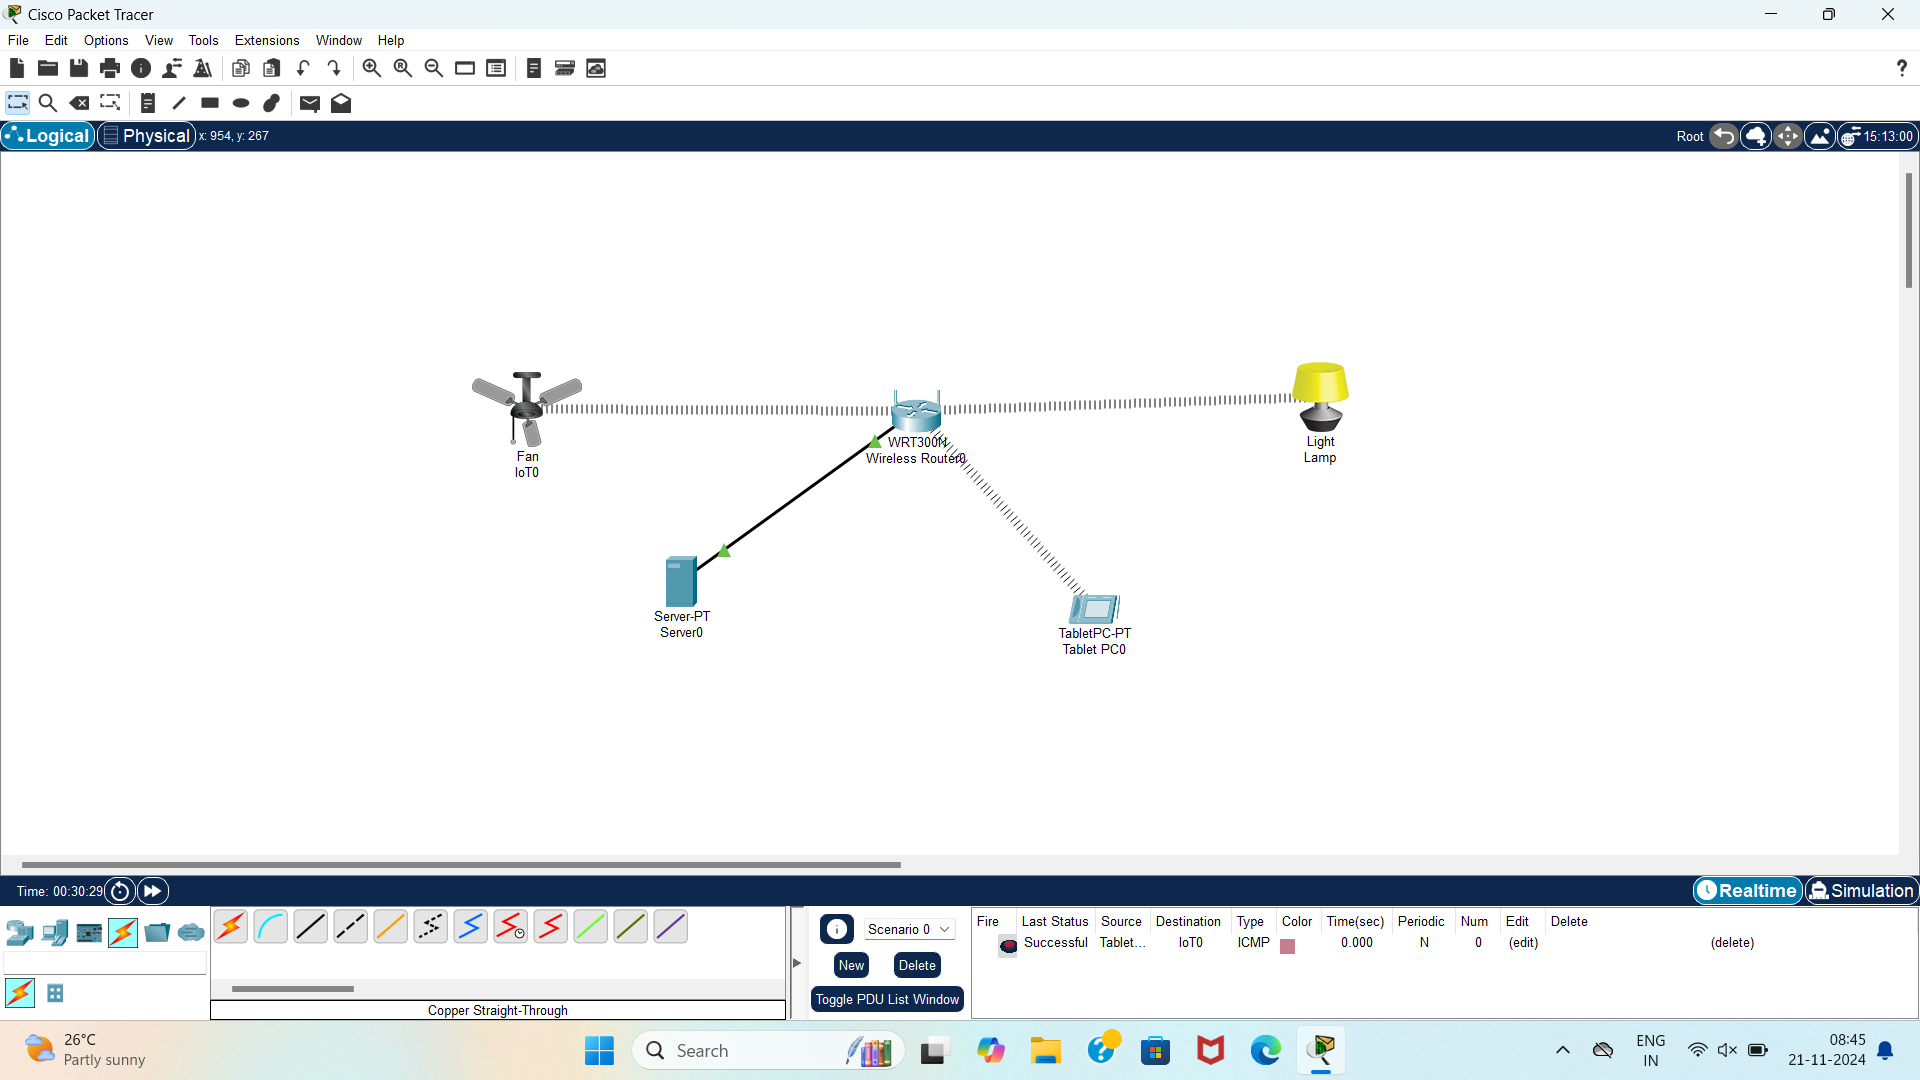 Cisco Packet Tracer
File Edit Options View Tools Extensions Window Help
?
Logical Physical x: 954, y: 267 Root 15:13:00
Fan
IoT0
WRT300N
Wireless Router0
Light
Lamp
Server-PT
Server0
TabletPC-PT
Tablet PC0
Time: 00:30:29 Realtime Simulation
Scenario 0
New Delete
Toggle PDU List Window
Copper Straight-Through
Fire Last Status Source Destination Type Color Time(sec) Periodic Num Edit Delete
Successful Tablet... IoT0 ICMP 0.000 N 0 (edit) (delete)
26°C
Partly sunny
Search
ENG
IN
08:45
21-11-2024